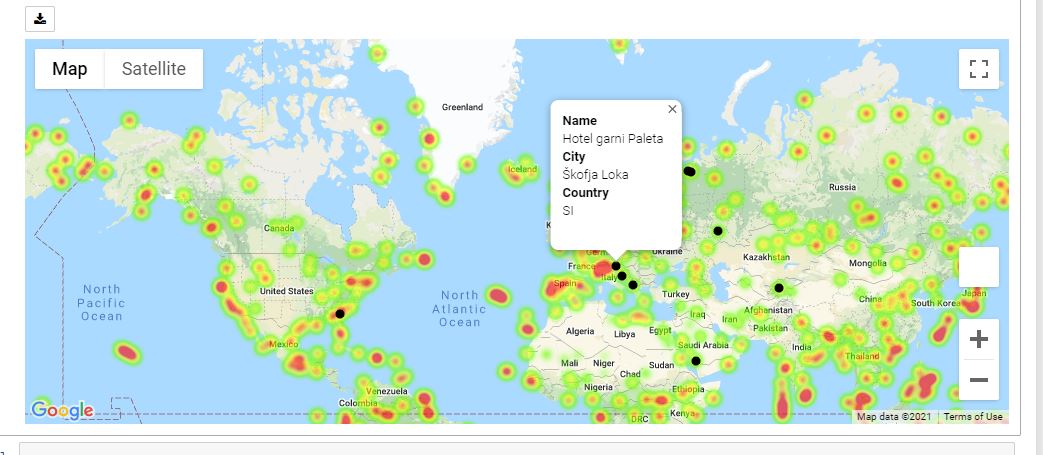 Map
Satellite
Greenland
Name
Hotel garni Paleta
City
Škofja Loka
Country
SI
Iceland
Russia
Canada
Ukraine
Kazakhstan
France
Italy
Mongolia
North
Pacific
Ocean
United States
North
Atlantic
Ocean
Spain
Turkey
China
South Korea
Japan
Iraq
Iran
Afghanistan
Pakistan
Algeria
Libya
Egypt
Mexico
Saudi Arabia
India
Thailand
Mali
Niger
Chad
Sudan
Nigeria
Ethiopia
Venezuela
Colombia
DRC
Kenya
Google
Map data ©2021
Terms of Use